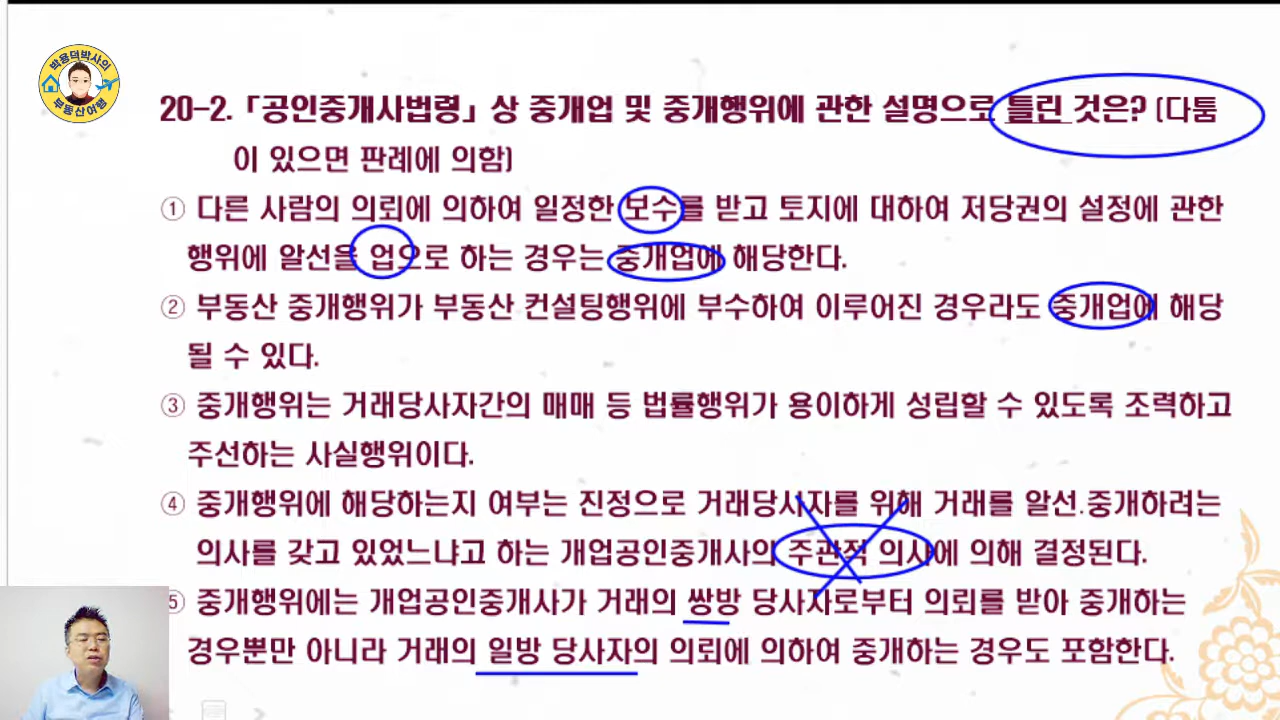 박용덕박사의
부동산여행
20-2. 「공인중개사법령」 상 중개업 및 중개행위에 관한 설명으로 틀린 것은? (다툼
이 있으면 판례에 의함)
① 다른 사람의 의뢰에 의하여 일정한 보수를 받고 토지에 대하여 저당권의 설정에 관한
행위에 알선을 업으로 하는 경우는 중개업에 해당한다.
② 부동산 중개행위가 부동산 컨설팅행위에 부수하여 이루어진 경우라도 중개업에 해당
될 수 있다.
③ 중개행위는 거래당사자간의 매매 등 법률행위가 용이하게 성립할 수 있도록 조력하고
주선하는 사실행위이다.
④ 중개행위에 해당하는지 여부는 진정으로 거래당사자를 위해 거래를 알선.중개하려는
의사를 갖고 있었느냐고 하는 개업공인중개사의 주관적 의사에 의해 결정된다.
⑤ 중개행위에는 개업공인중개사가 거래의 쌍방 당사자로부터 의뢰를 받아 중개하는
경우뿐만 아니라 거래의 일방 당사자의 의뢰에 의하여 중개하는 경우도 포함한다.